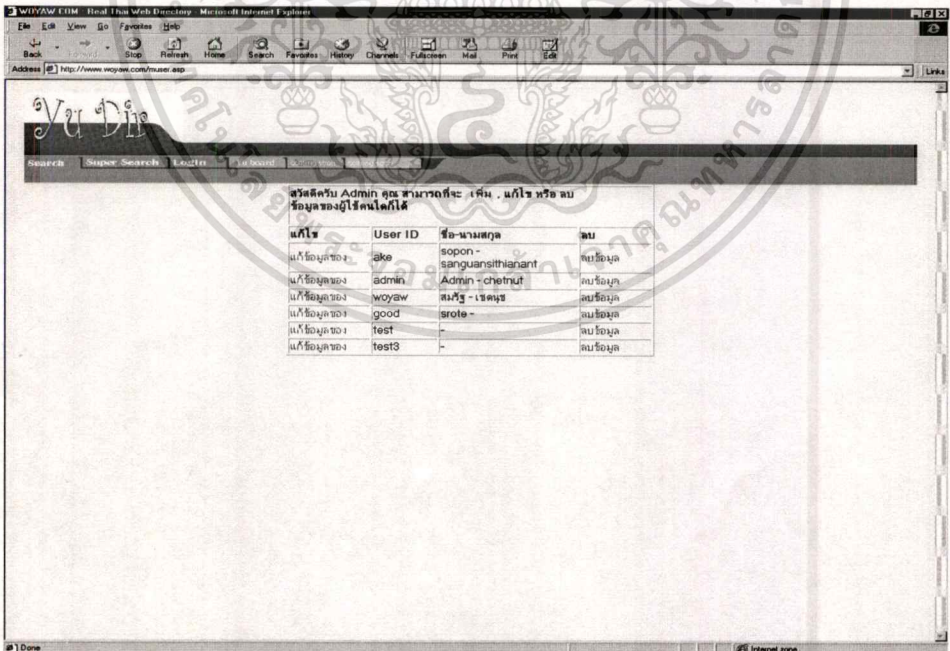 WOYAW.COM - Real Thai Web Directory - Microsoft Internet Explorer
File Edit View Go Favorites Help
Back Stop Refresh Home Search Favorites History Channels Fullscreen Mail Print Edit
Address http://www.woyaw.com/muser.asp Links
Yu Dir
Search Super Search Login
สวัสดีครับ Admin คุณ สามารถที่จะ เพิ่ม , แก้ไข หรือ ลบ
ข้อมูลของผู้ใช้คนใดก็ได้
แก้ไข User ID ชื่อ-นามสกุล ลบ
แก้ข้อมูลของ ake sopon - sanguansithianant ลบข้อมูล
แก้ข้อมูลของ admin Admin - chetnut ลบข้อมูล
แก้ข้อมูลของ woyaw สมรัฐ - เชดนุช ลบข้อมูล
แก้ข้อมูลของ good srote - ลบข้อมูล
แก้ข้อมูลของ test - ลบข้อมูล
แก้ข้อมูลของ test3 - ลบข้อมูล
Done Internet zone